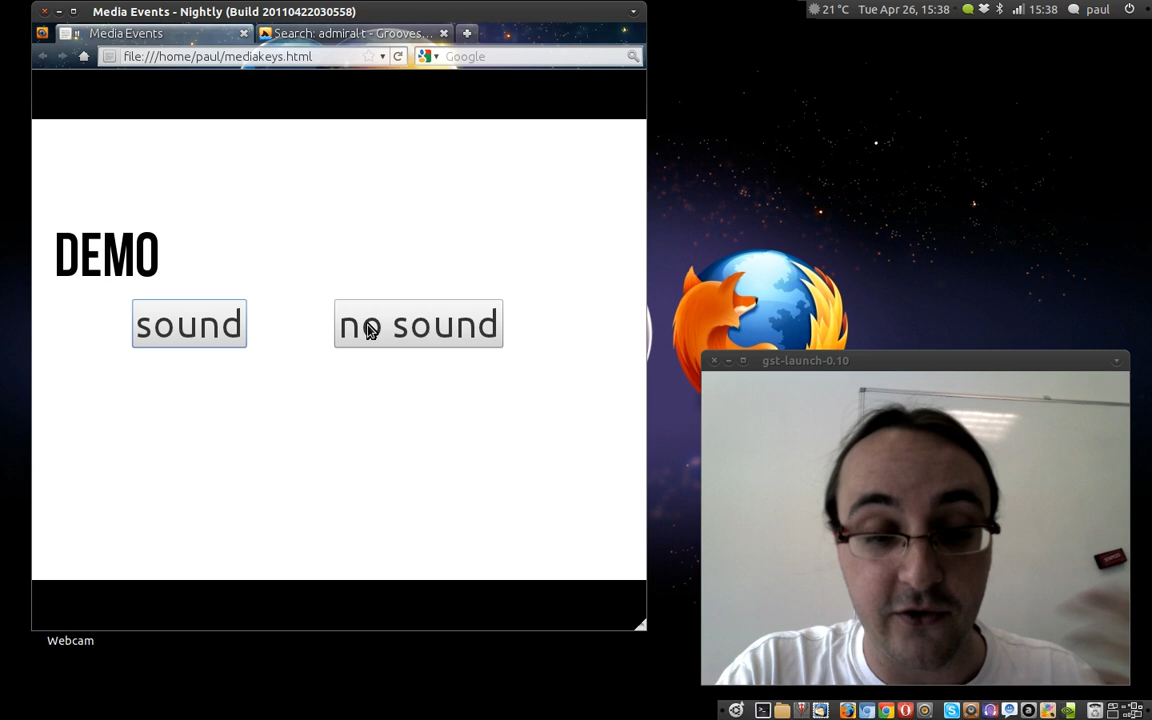 Media Events - Nightly (Build 20110422030558)
21 °C Tue Apr 26, 15:38 15:38 paul
Media Events
Search: admiral-t - Grooves...
file:///home/paul/mediakeys.html
Google
DEMO
sound
no sound
gst-launch-0.10
Webcam